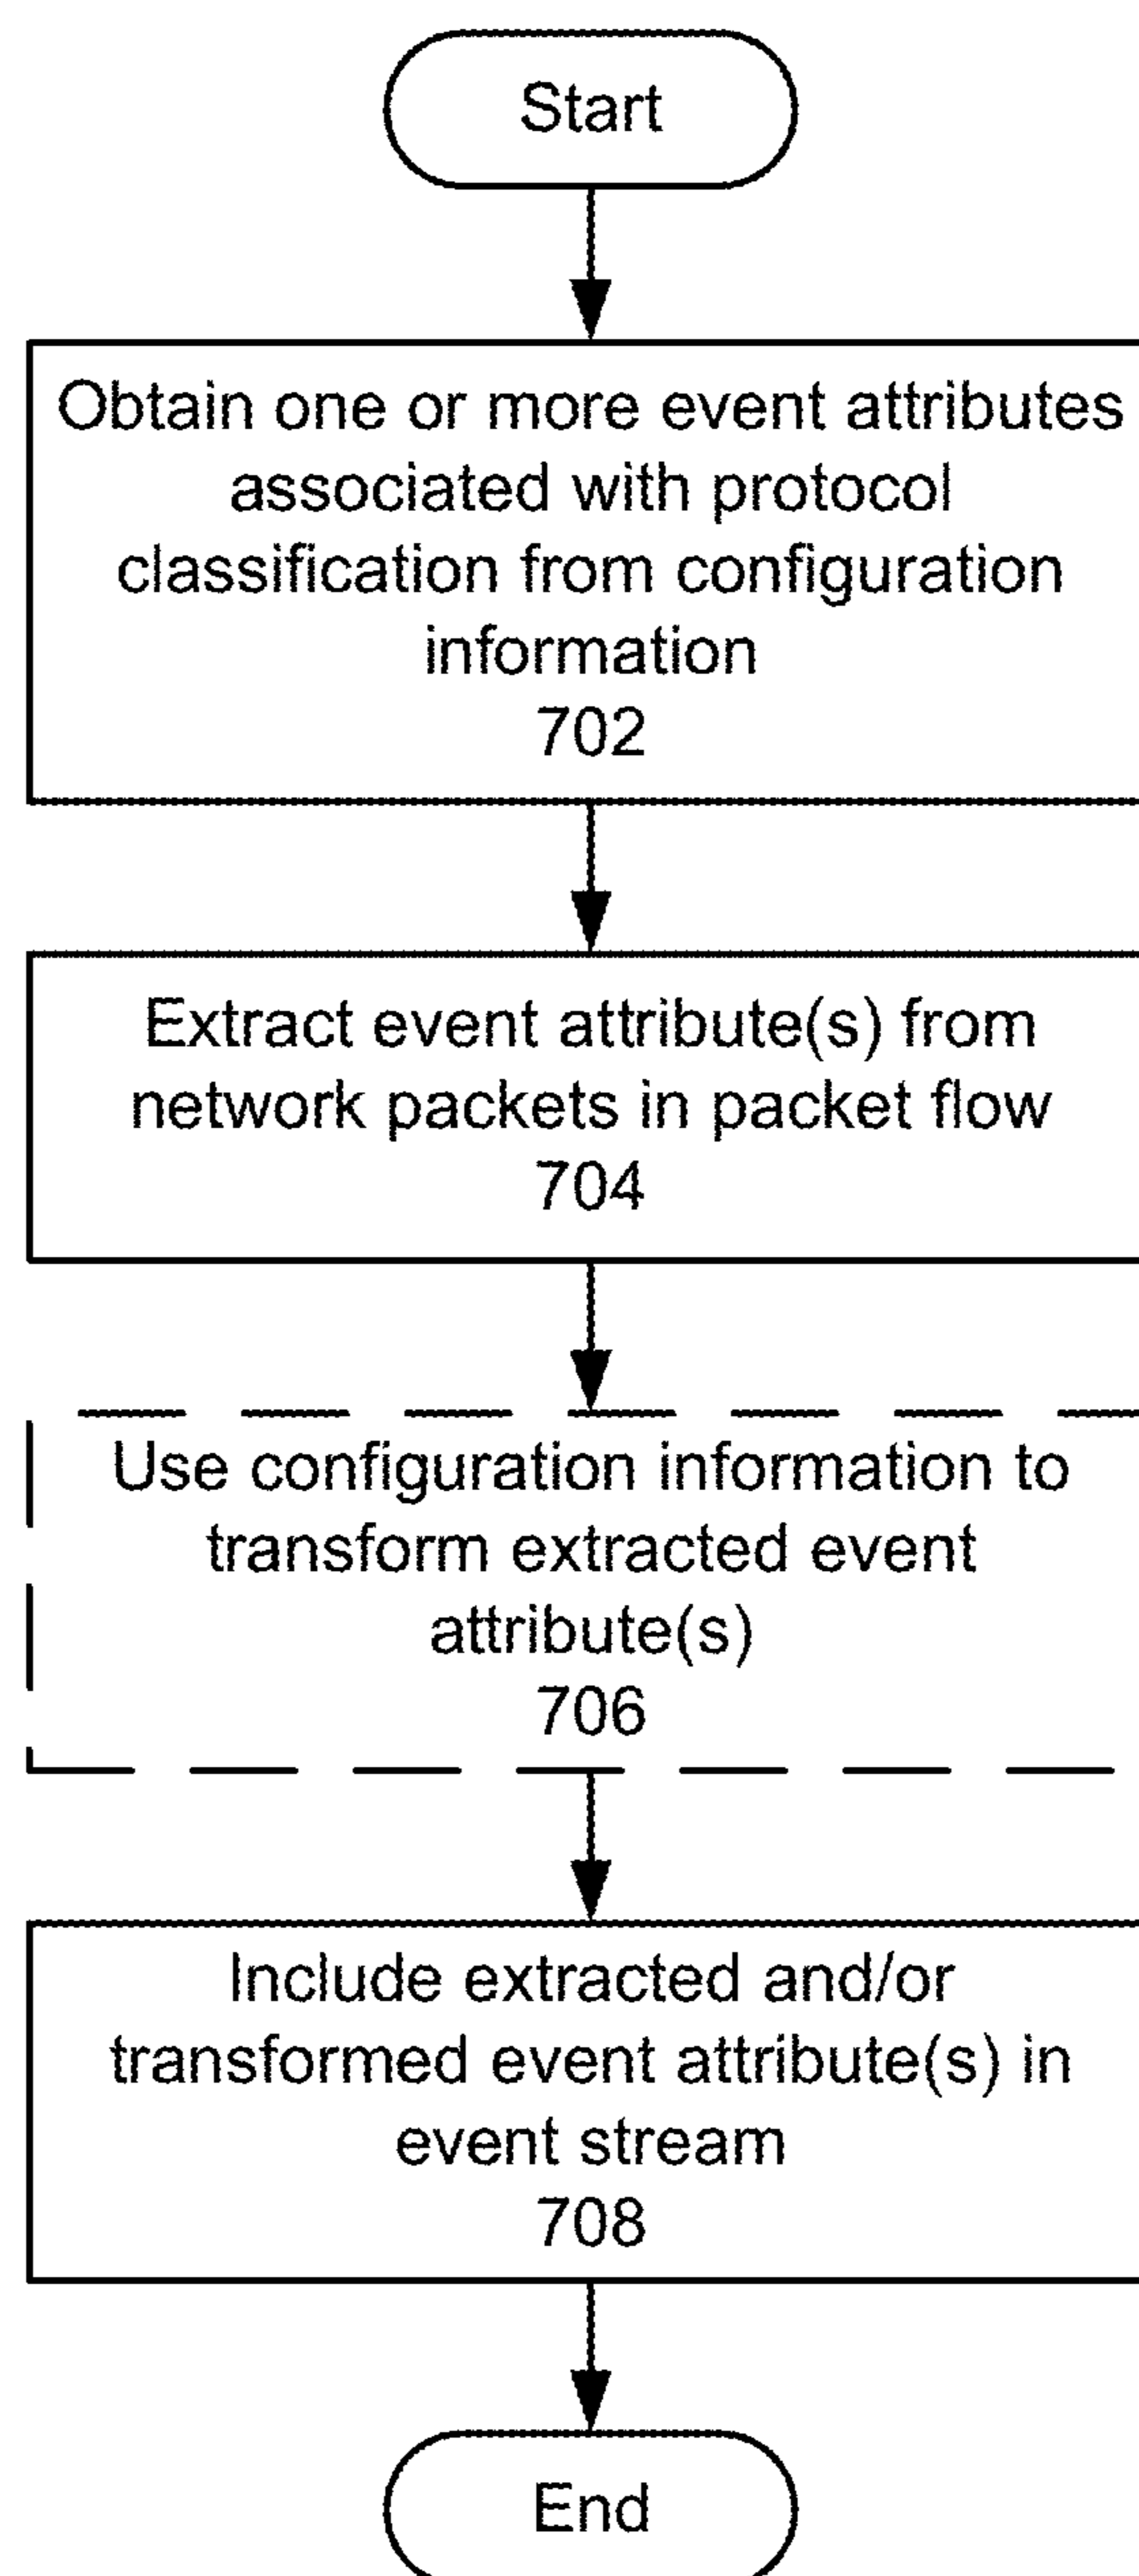 Start
Obtain one or more event attributes
associated with protocol
classification from configuration
information
702
Extract event attribute(s) from
network packets in packet flow
704
Use configuration information to
transform extracted event
attribute(s)
706
Include extracted and/or
transformed event attribute(s) in
event stream
708
End